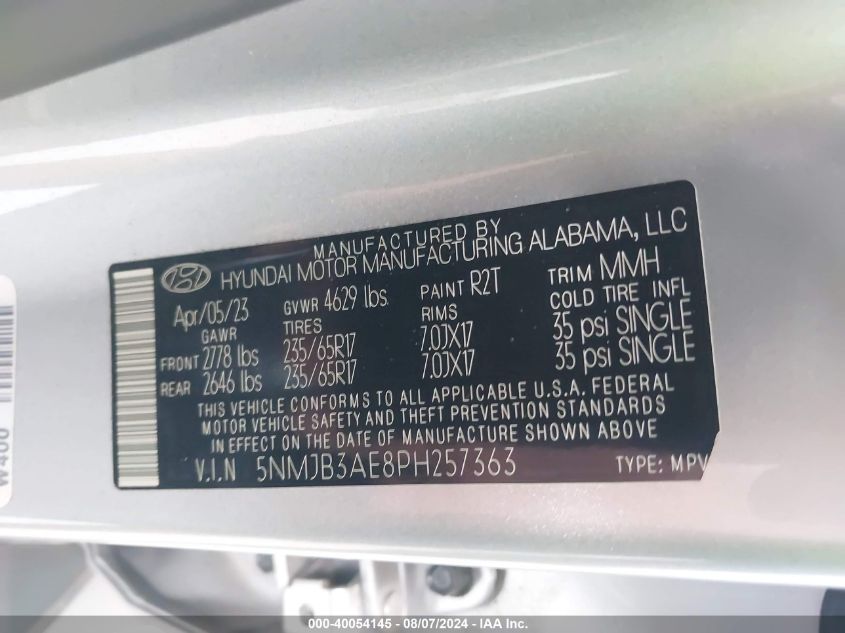 MANUFACTURED BY
HYUNDAI MOTOR MANUFACTURING ALABAMA, LLC
Apr/05/23 GVWR 4629 lbs PAINT R2T TRIM MMH
GAWR TIRES RIMS COLD TIRE INFL
FRONT 2778 lbs 235/65R17 7.0JX17 35 psi SINGLE
REAR 2646 lbs 235/65R17 7.0JX17 35 psi SINGLE
THIS VEHICLE CONFORMS TO ALL APPLICABLE U.S.A. FEDERAL
MOTOR VEHICLE SAFETY AND THEFT PREVENTION STANDARDS
IN EFFECT ON THE DATE OF MANUFACTURE SHOWN ABOVE
V.I.N 5NMJB3AE8PH257363 TYPE: MPV
W400
000-40054145 - 08/07/2024 - IAA Inc.